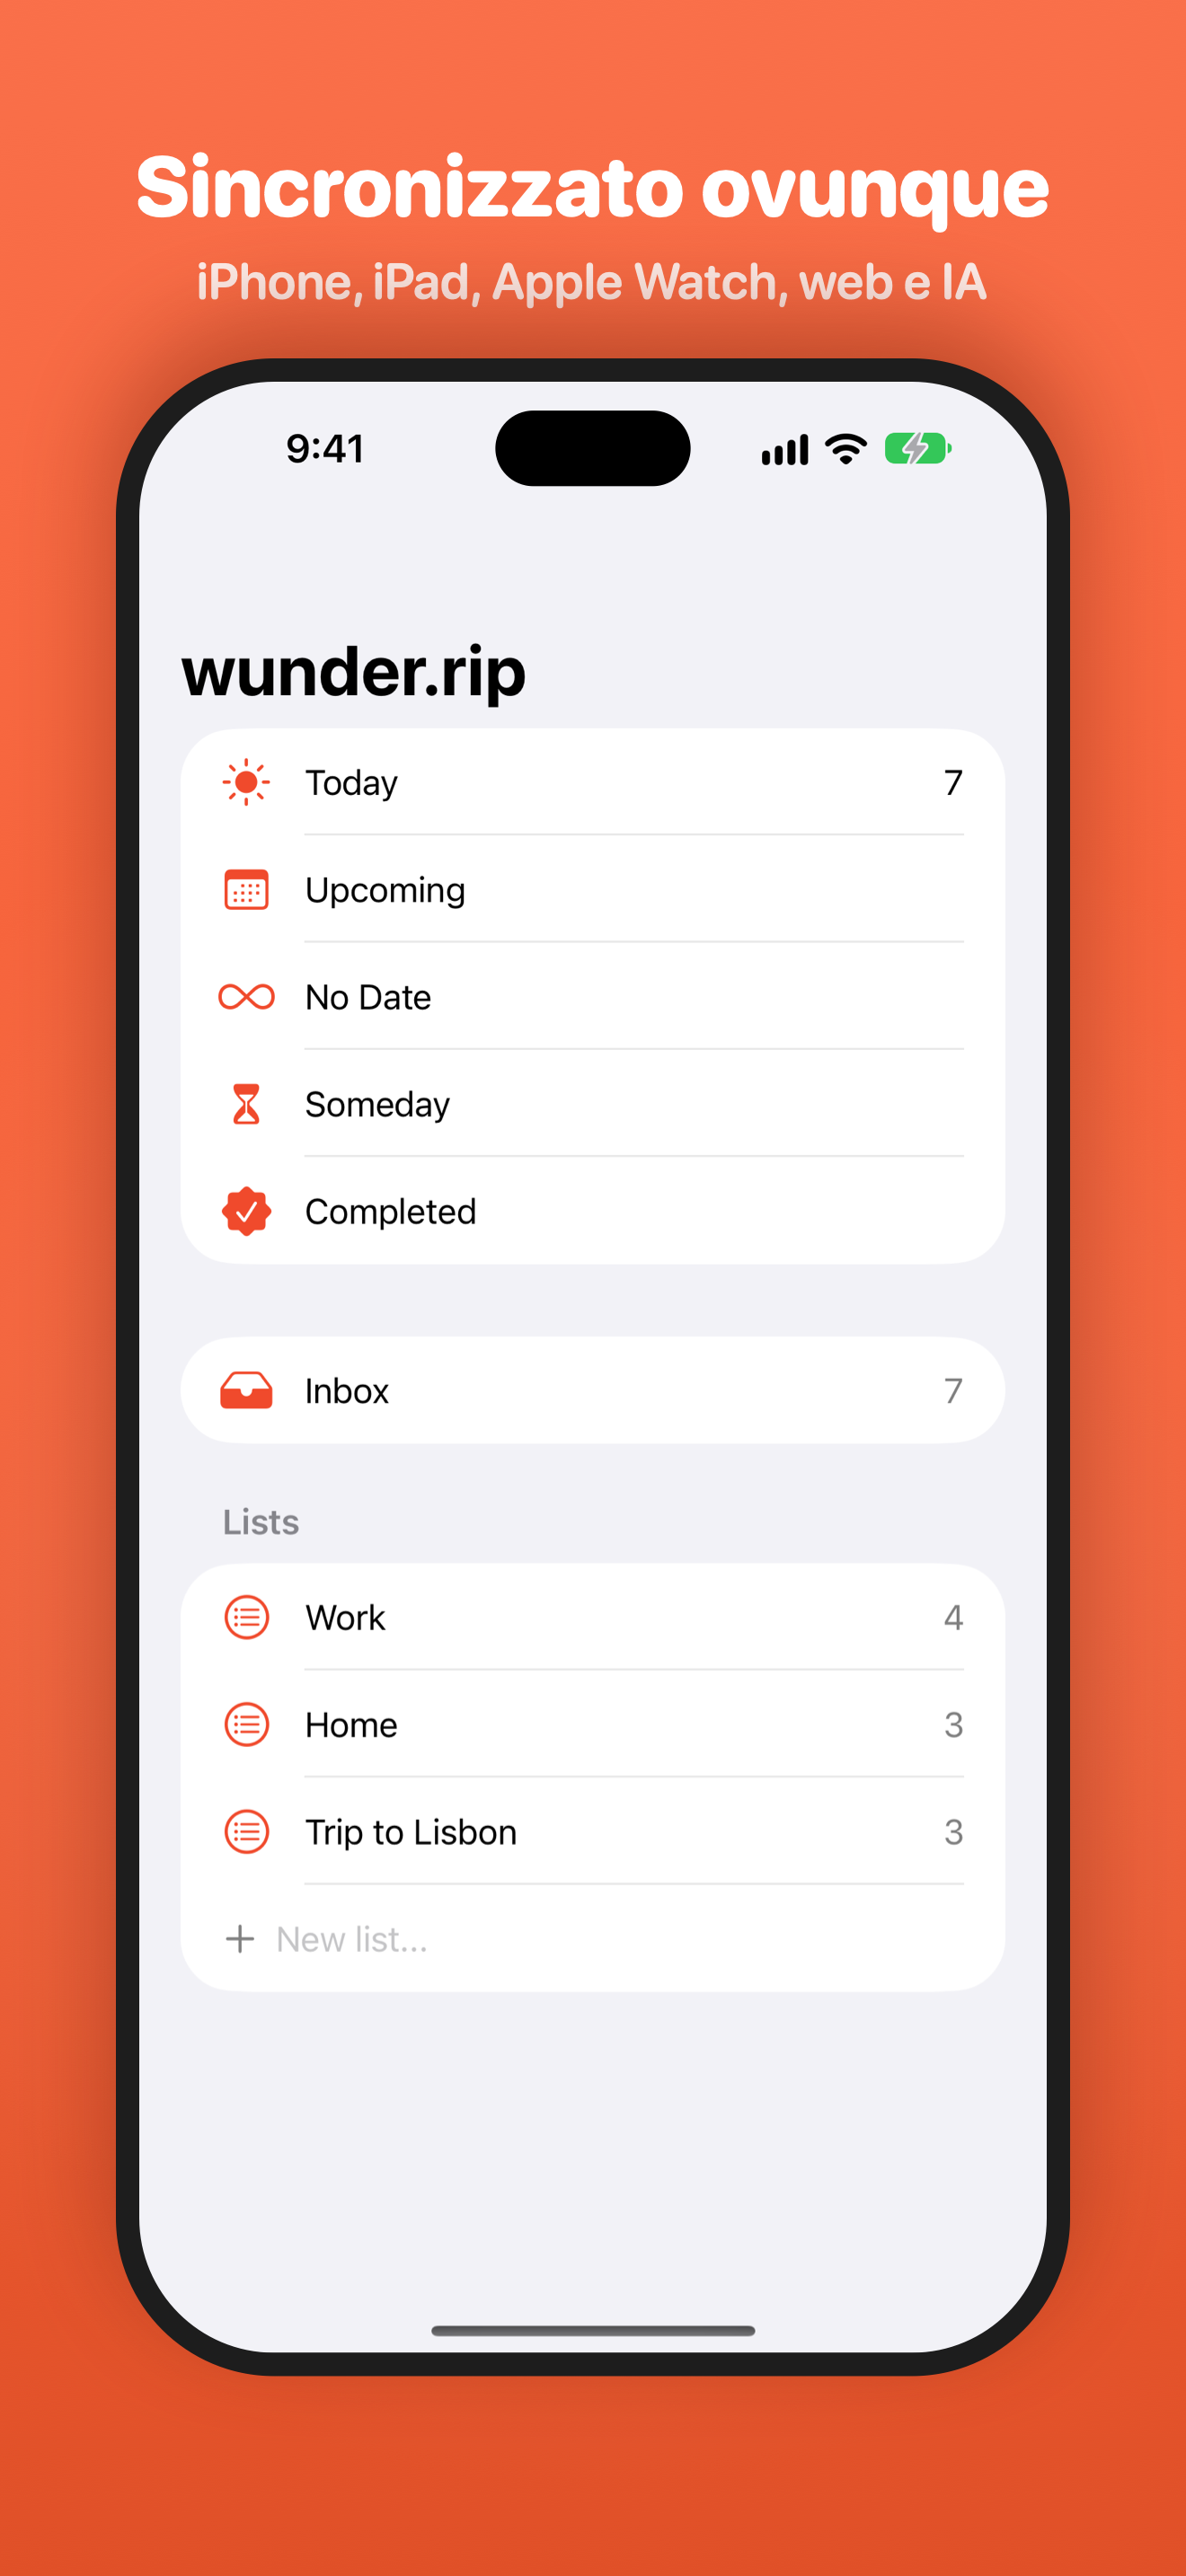 Sincronizzato ovunque
iPhone, iPad, Apple Watch, web e IA
9:41
wunder.rip
Today 7
Upcoming
No Date
Someday
Completed
Inbox 7
Lists
Work 4
Home 3
Trip to Lisbon 3
New list...